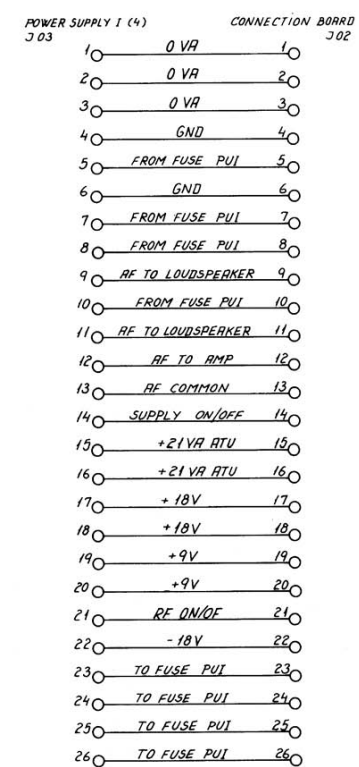 POWER SUPPLY I (4) CONNECTION BOARD
J03 J02
1 0 VA 1
2 0 VA 2
3 0 VA 3
4 GND 4
5 FROM FUSE PUI 5
6 GND 6
7 FROM FUSE PUI 7
8 FROM FUSE PUI 8
9 AF TO LOUDSPEAKER 9
10 FROM FUSE PUI 10
11 AF TO LOUDSPEAKER 11
12 AF TO AMP 12
13 AF COMMON 13
14 SUPPLY ON/OFF 14
15 +21 VA ATU 15
16 +21 VA ATU 16
17 + 18V 17
18 +18V 18
19 +9V 19
20 +9V 20
21 RF ON/OF 21
22 - 18 V 22
23 TO FUSE PUI 23
24 TO FUSE PUI 24
25 TO FUSE PUI 25
26 TO FUSE PUI 26